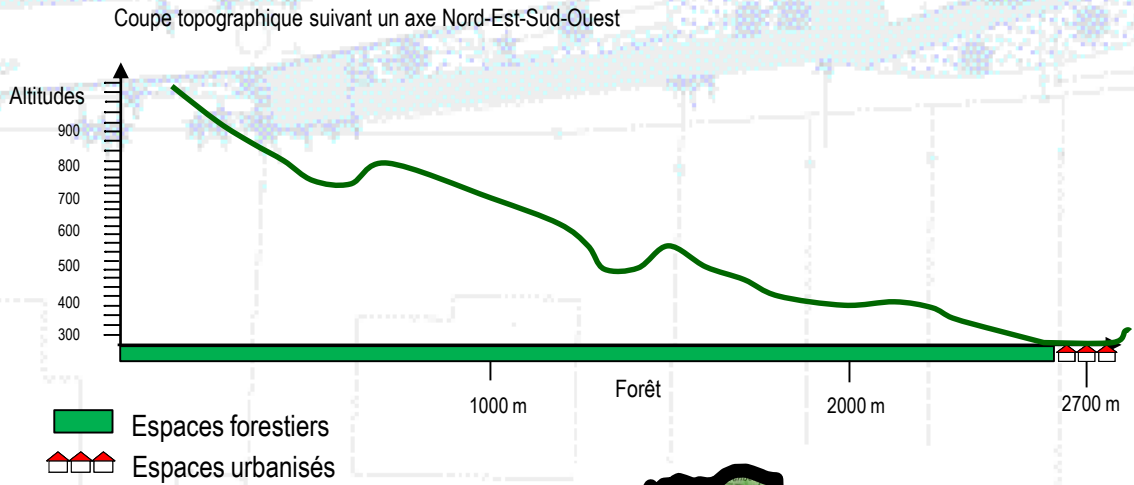 Coupe topographique suivant un axe Nord-Est-Sud-Ouest
Altitudes
900
800
700
600
500
400
300
Forêt
1000 m
2000 m
2700 m
Espaces forestiers
Espaces urbanisés